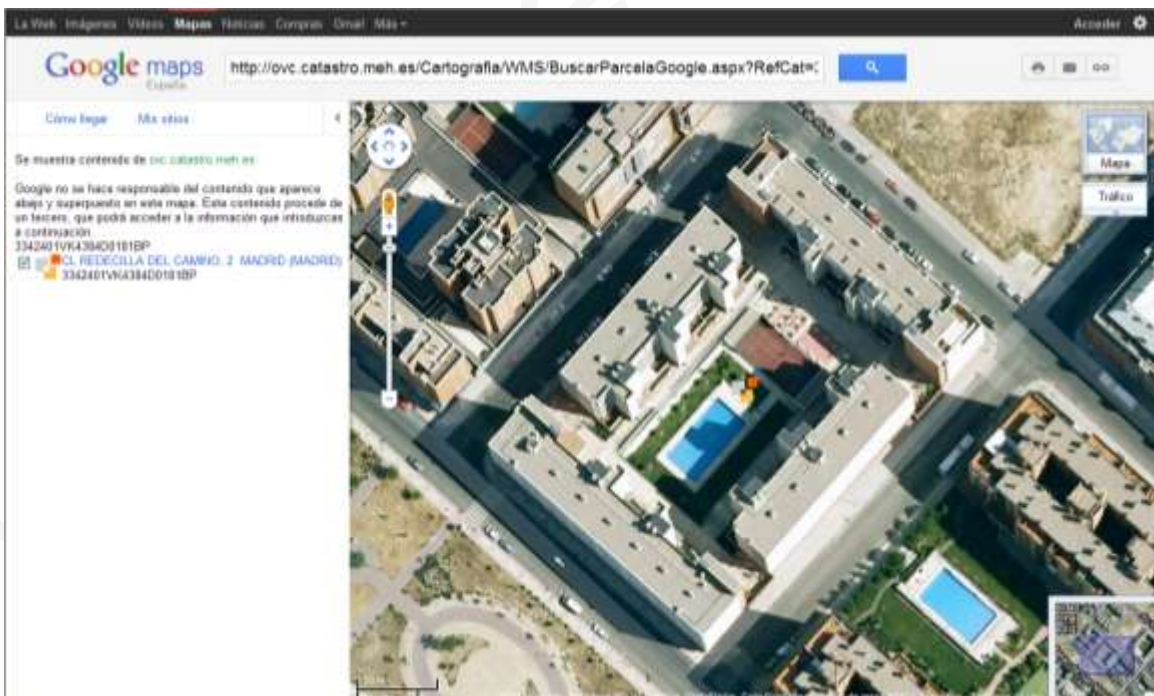 La Web Imágenes Vídeos Mapas Noticias Compras Gmail Más
Acceder
Google maps
España
http://ovc.catastro.meh.es/Cartografia/WMS/BuscarParcelaGoogle.aspx?RefCat=
Cómo llegar Mis sitios
Se muestra contenido de ovc.catastro.meh.es
Google no se hace responsable del contenido que aparece
abajo y superpuesto en este mapa. Este contenido procede de
un tercero, que podrá acceder a la información que introduzcas
a continuación.
3342401VK4384D0181BP
CL REDECILLA DEL CAMINO, 2 MADRID (MADRID)
3342401VK4384D0181BP
Mapa
Tráfico